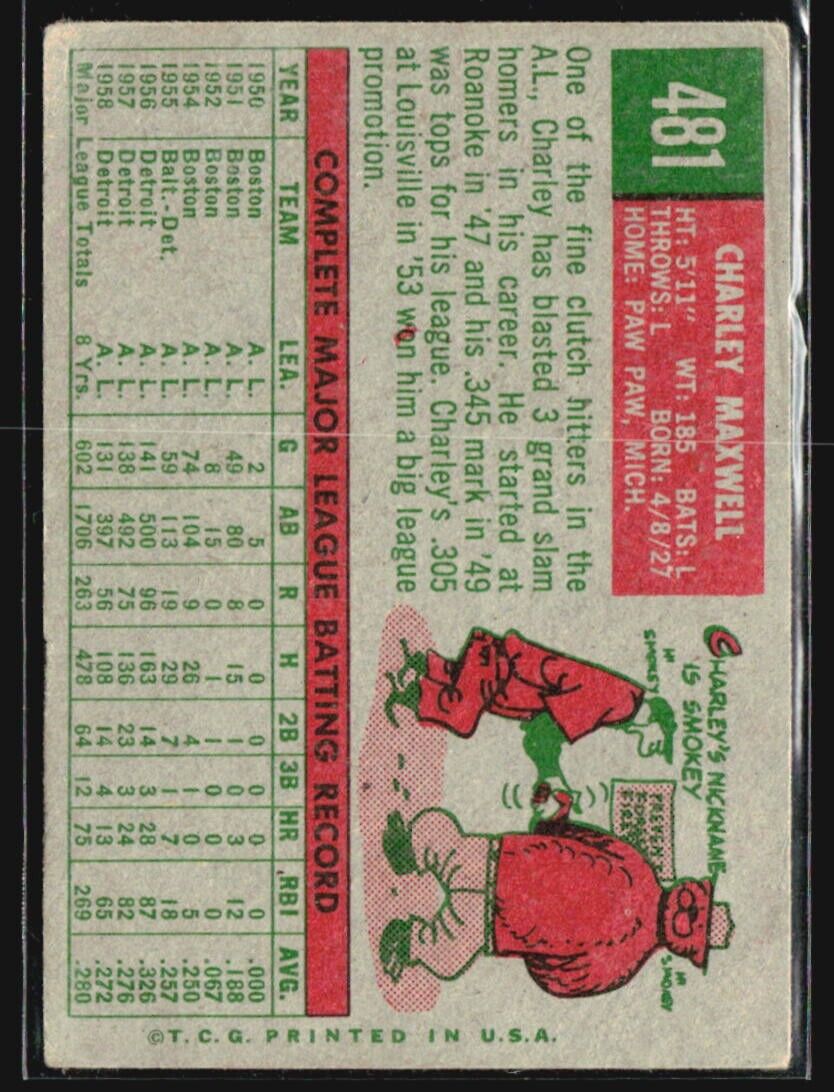 481
CHARLEY MAXWELL
HT: 5'11" WT: 185 BATS: L
THROWS: L BORN: 4/8/27
HOME: PAW PAW, MICH.
One of the fine clutch hitters in the
A.L., Charley has blasted 3 grand slam
homers in his career. He started at
Roanoke in '47 and his .345 mark in '49
was tops for his league. Charley's .305
at Louisville in '53 won him a big league
promotion.
CHARLEY'S NICKNAME
IS SMOKEY
HI
SMOKEY
PREVENT
FOREST
FIRES
HI
SMOKEY
COMPLETE MAJOR LEAGUE BATTING RECORD
YEAR TEAM LEA. G AB R H 2B 3B HR RBI AVG.
1950 Boston A. L. 2 5 0 0 0 0 0 0 .000
1951 Boston A. L. 49 80 8 15 1 0 3 12 .188
1952 Boston A. L. 8 15 0 1 1 0 0 0 .067
1954 Boston A. L. 74 104 9 26 4 1 0 5 .250
1955 Balt.-Det. A. L. 59 113 19 29 7 1 7 18 .257
1956 Detroit A. L. 141 500 96 163 14 3 28 87 .326
1957 Detroit A. L. 138 492 75 136 23 3 24 82 .276
1958 Detroit A. L. 131 397 56 108 14 4 13 65 .272
Major League Totals 8 Yrs. 602 1706 263 478 64 12 75 269 .280
©T. C. G. PRINTED IN U.S.A.